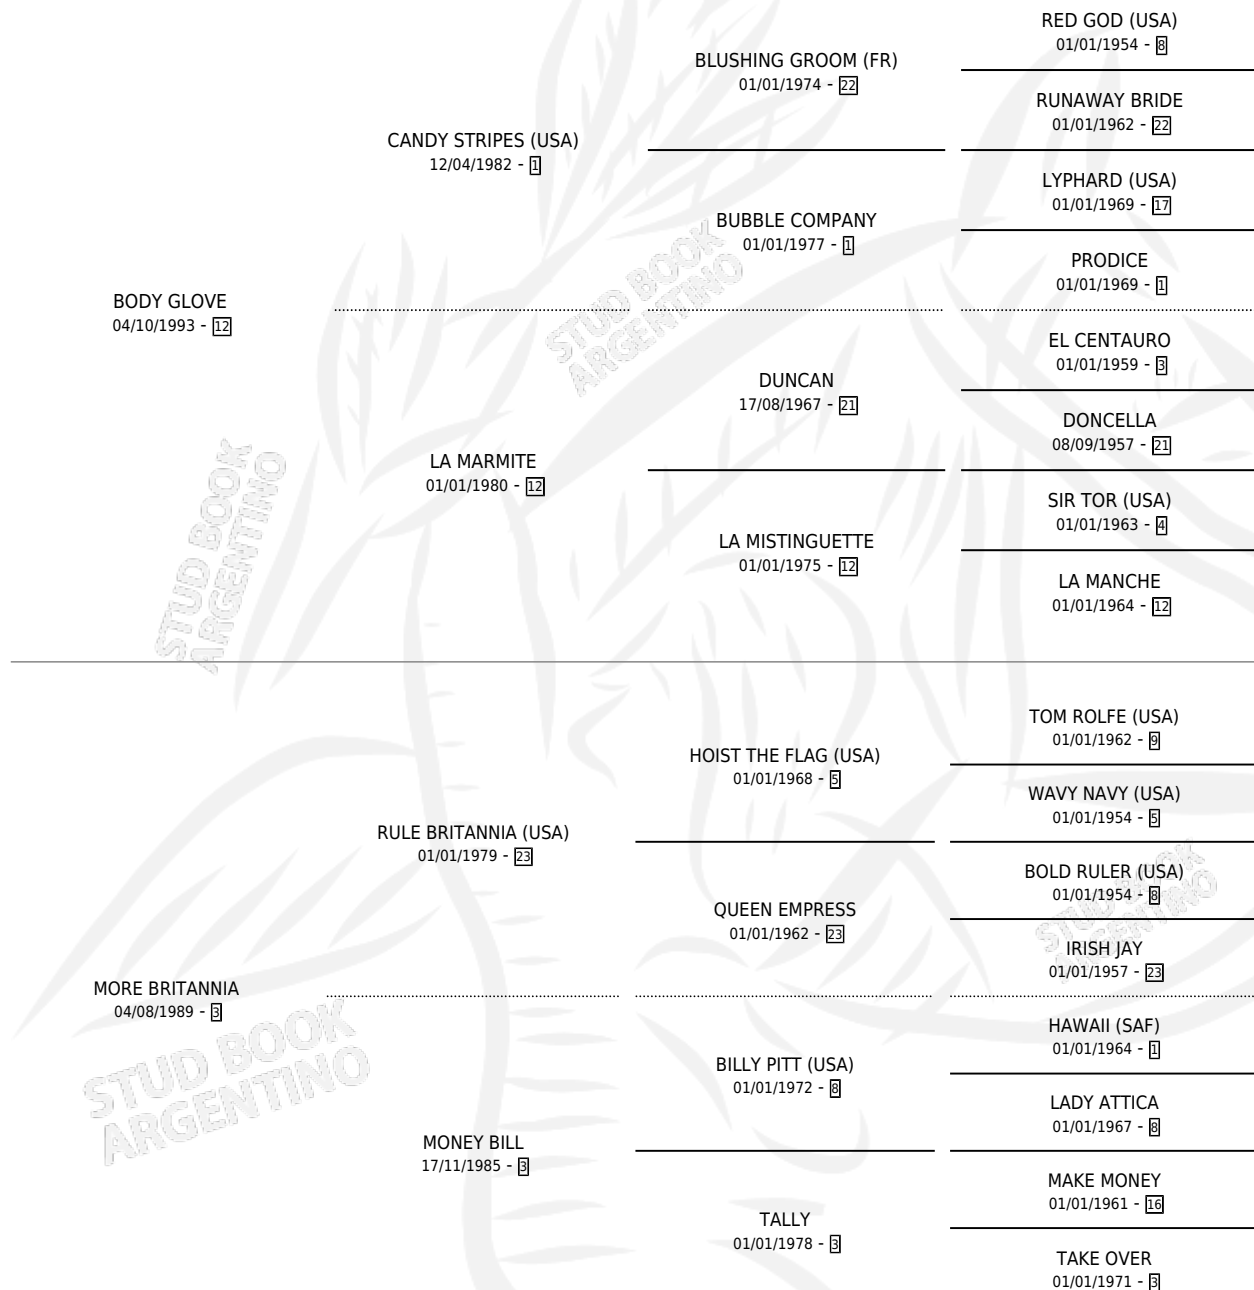 RED GOD (USA)
01/01/1954 - 8
BLUSHING GROOM (FR)
01/01/1974 - 22
RUNAWAY BRIDE
01/01/1962 - 22
CANDY STRIPES (USA)
12/04/1982 - 1
LYPHARD (USA)
01/01/1969 - 17
BUBBLE COMPANY
01/01/1977 - 1
PRODICE
01/01/1969 - 1
BODY GLOVE
04/10/1993 - 12
STUD BOOK
ARGENTINO
EL CENTAURO
01/01/1959 - 3
DUNCAN
17/08/1967 - 21
DONCELLA
08/09/1957 - 21
LA MARMITE
01/01/1980 - 12
SIR TOR (USA)
01/01/1963 - 4
LA MISTINGUETTE
01/01/1975 - 12
LA MANCHE
01/01/1964 - 12
STUD BOOK
ARGENTINO
TOM ROLFE (USA)
01/01/1962 - 9
HOIST THE FLAG (USA)
01/01/1968 - 5
WAVY NAVY (USA)
01/01/1954 - 5
RULE BRITANNIA (USA)
01/01/1979 - 23
BOLD RULER (USA)
01/01/1954 - 8
QUEEN EMPRESS
01/01/1962 - 23
STUD BOOK
ARGENTINO
IRISH JAY
01/01/1957 - 23
MORE BRITANNIA
04/08/1989 - 3
STUD BOOK
ARGENTINO
HAWAII (SAF)
01/01/1964 - 1
BILLY PITT (USA)
01/01/1972 - 8
LADY ATTICA
01/01/1967 - 8
MONEY BILL
17/11/1985 - 3
MAKE MONEY
01/01/1961 - 16
TALLY
01/01/1978 - 3
TAKE OVER
01/01/1971 - 3